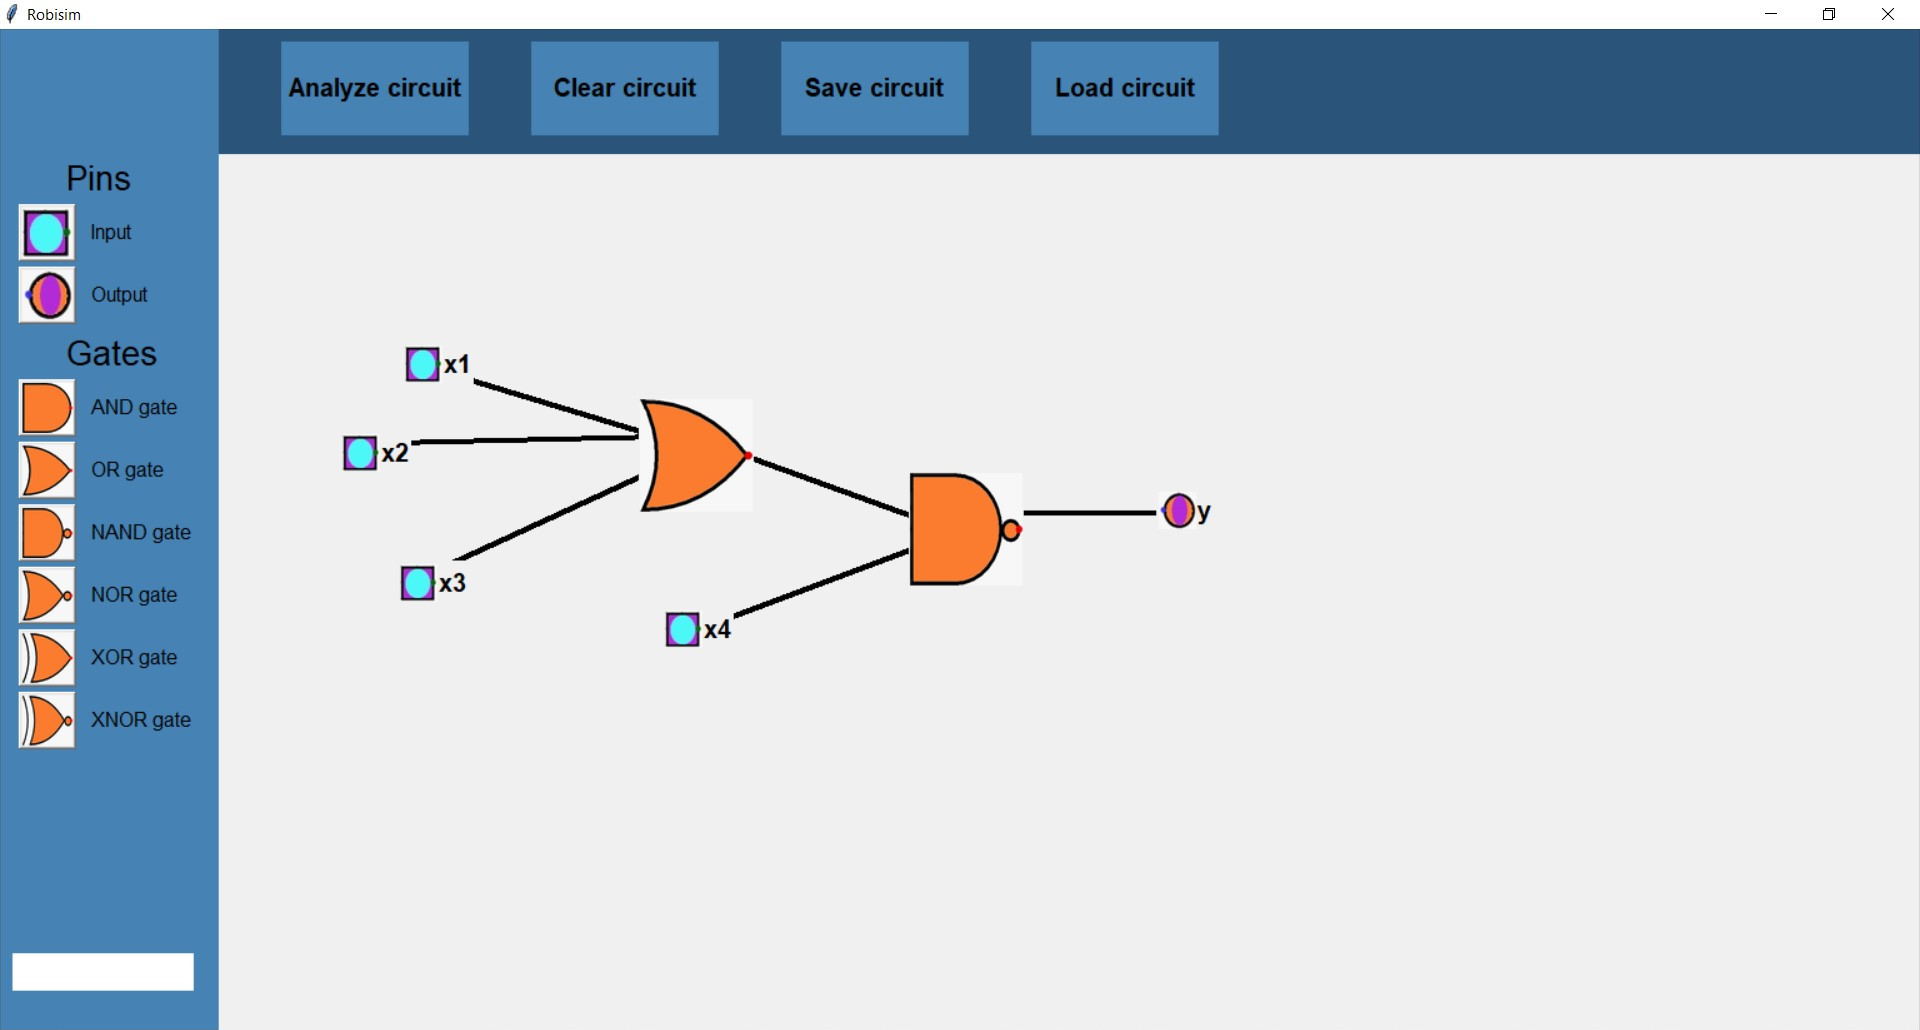 Robisim
Analyze circuit
Clear circuit
Save circuit
Load circuit
Pins
Input
Output
Gates
AND gate
OR gate
NAND gate
NOR gate
XOR gate
XNOR gate
x1
x2
x3
x4
y